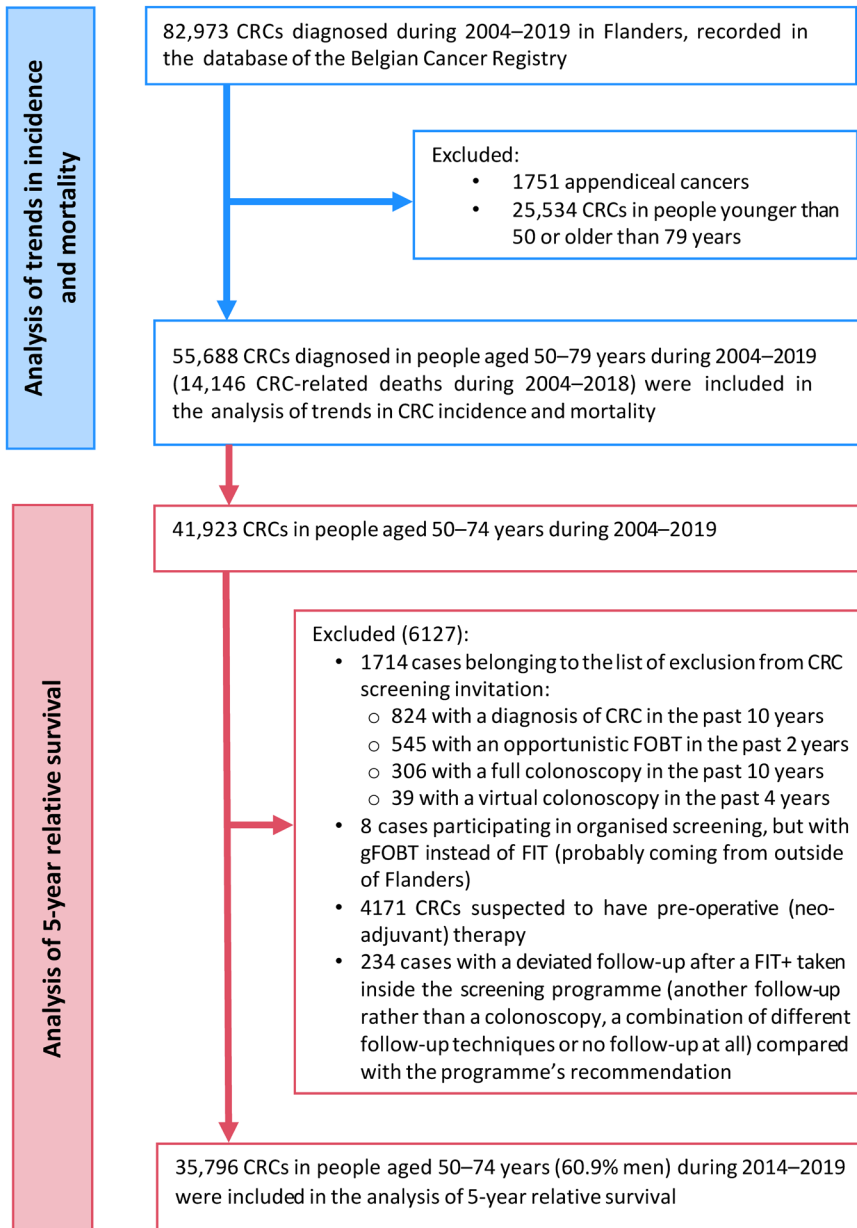 82,973 CRCs diagnosed during 2004–2019 in Flanders, recorded in
the database of the Belgian Cancer Registry
Analysis of trends in incidence
and mortality
Excluded:
• 1751 appendiceal cancers
• 25,534 CRCs in people younger than
50 or older than 79 years
55,688 CRCs diagnosed in people aged 50–79 years during 2004–2019
(14,146 CRC-related deaths during 2004–2018) were included in
the analysis of trends in CRC incidence and mortality
41,923 CRCs in people aged 50–74 years during 2004–2019
Analysis of 5-year relative survival
Excluded (6127):
• 1714 cases belonging to the list of exclusion from CRC
screening invitation:
o 824 with a diagnosis of CRC in the past 10 years
o 545 with an opportunistic FOBT in the past 2 years
o 306 with a full colonoscopy in the past 10 years
o 39 with a virtual colonoscopy in the past 4 years
• 8 cases participating in organised screening, but with
gFOBT instead of FIT (probably coming from outside
of Flanders)
• 4171 CRCs suspected to have pre-operative (neo-
adjuvant) therapy
• 234 cases with a deviated follow-up after a FIT+ taken
inside the screening programme (another follow-up
rather than a colonoscopy, a combination of different
follow-up techniques or no follow-up at all) compared
with the programme's recommendation
35,796 CRCs in people aged 50–74 years (60.9% men) during 2014–2019
were included in the analysis of 5-year relative survival